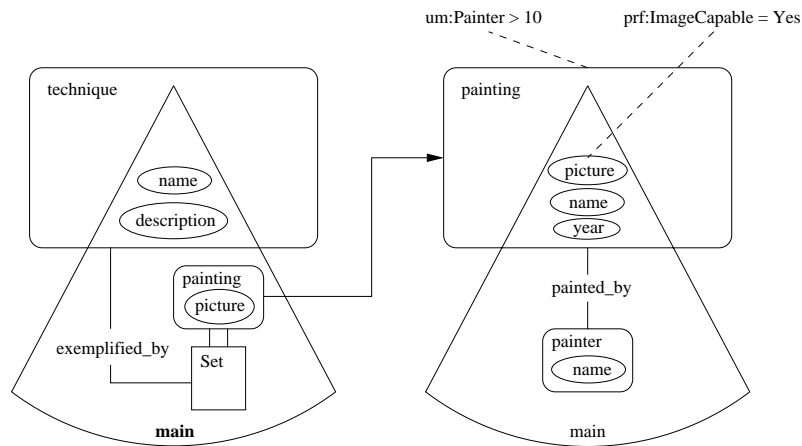 um:Painter > 10
prf:ImageCapable = Yes
technique
name
description
painting
picture
exemplified_by
Set
main
painting
picture
name
year
painted_by
painter
name
main